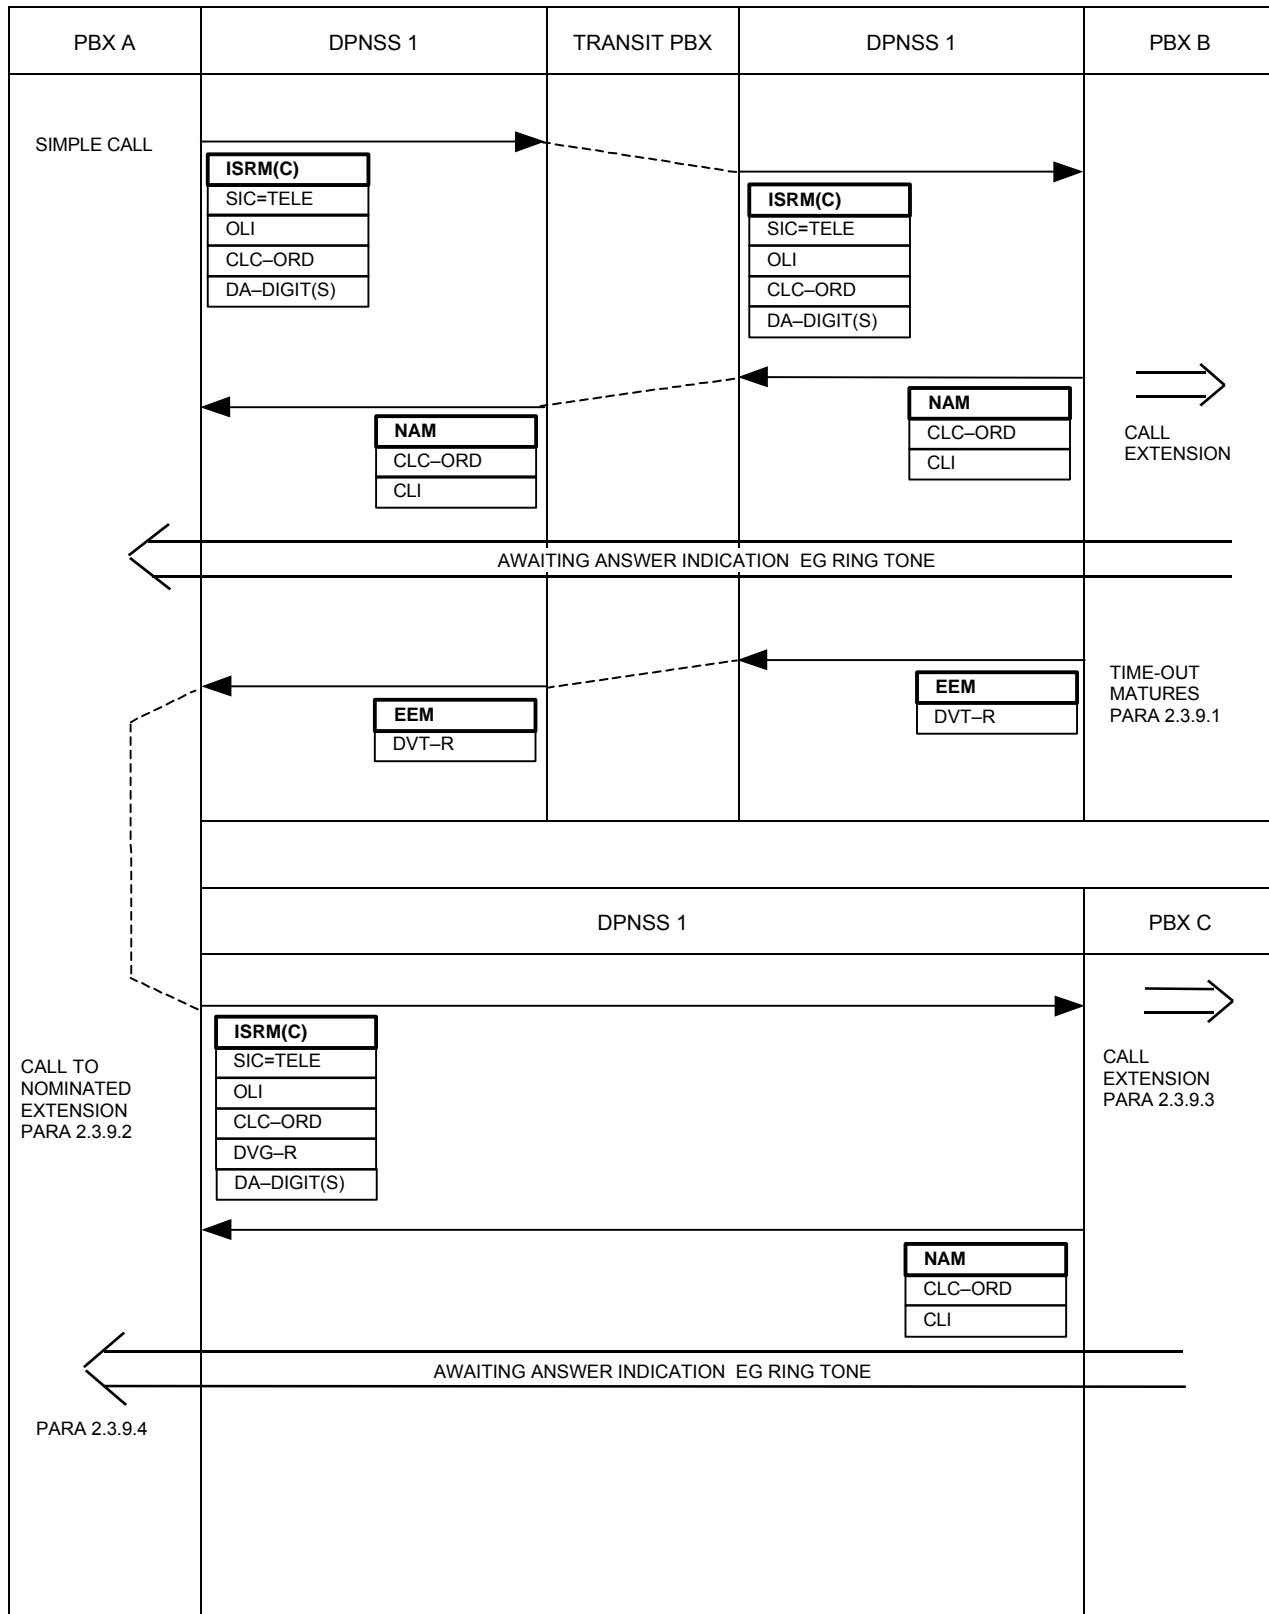 PBX A
DPNSS 1
TRANSIT PBX
DPNSS 1
PBX B
SIMPLE CALL
ISRM(C)
SIC=TELE
OLI
CLC–ORD
DA–DIGIT(S)
ISRM(C)
SIC=TELE
OLI
CLC–ORD
DA–DIGIT(S)
NAM
CLC–ORD
CLI
NAM
CLC–ORD
CLI
CALL
EXTENSION
AWAITING ANSWER INDICATION EG RING TONE
EEM
DVT–R
EEM
DVT–R
TIME-OUT
MATURES
PARA 2.3.9.1
DPNSS 1
PBX C
ISRM(C)
SIC=TELE
OLI
CLC–ORD
DVG–R
DA–DIGIT(S)
CALL TO
NOMINATED
EXTENSION
PARA 2.3.9.2
CALL
EXTENSION
PARA 2.3.9.3
NAM
CLC–ORD
CLI
AWAITING ANSWER INDICATION EG RING TONE
PARA 2.3.9.4